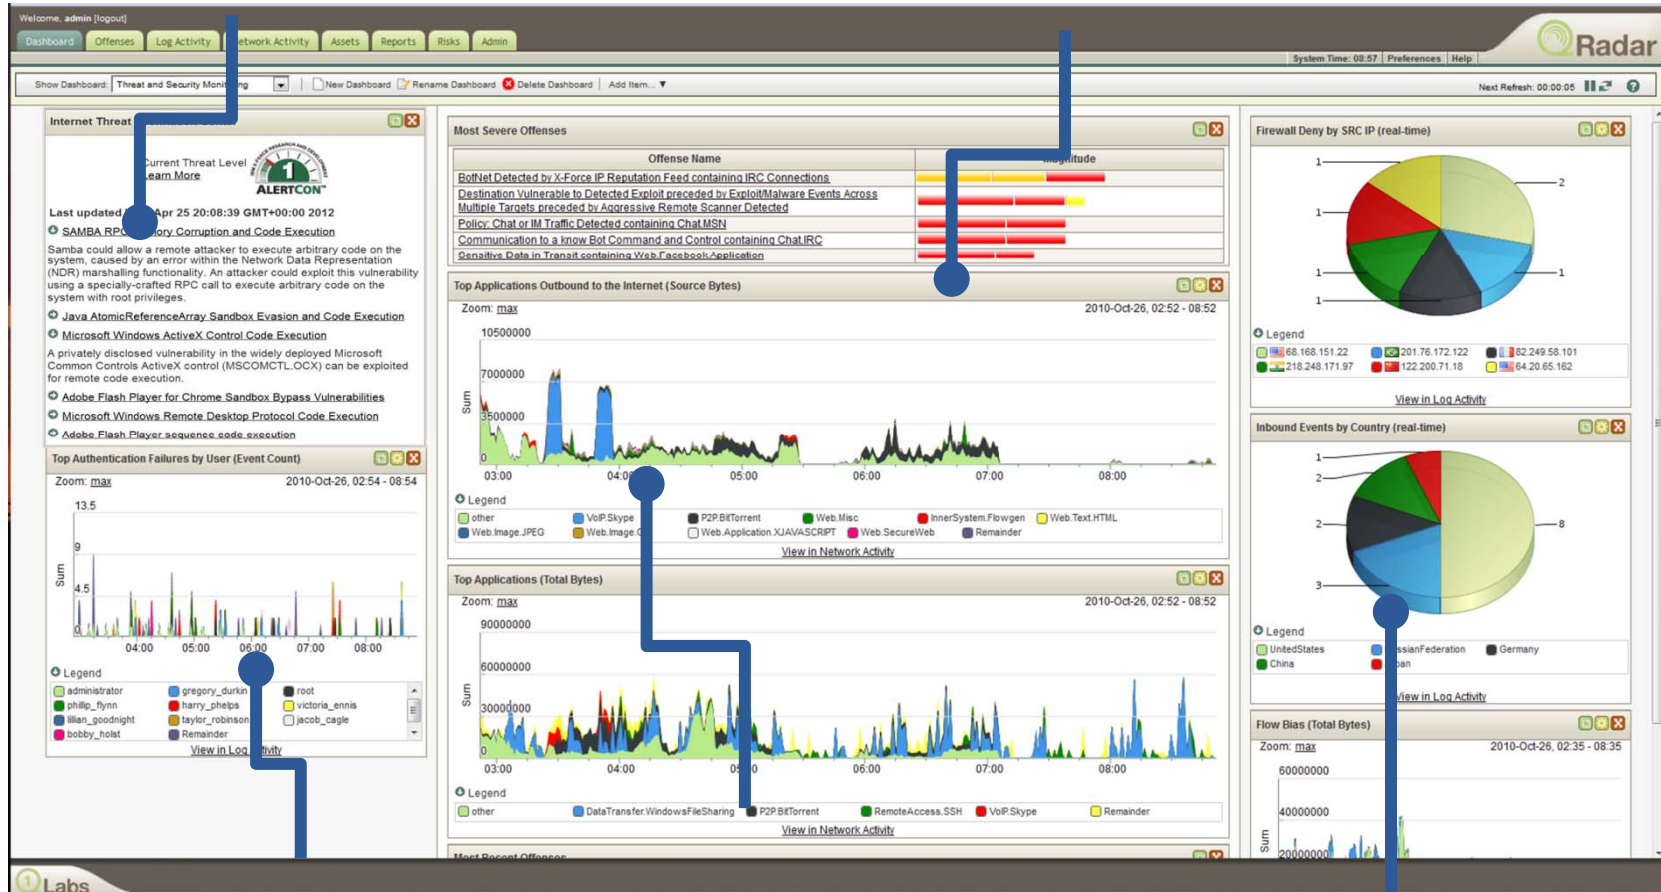 Welcome, admin [logout]
Dashboard Offenses Log Activity Network Activity Assets Reports Risks Admin
QRadar
System Time: 08:57 Preferences Help
Show Dashboard: Threat and Security Monitoring New Dashboard Rename Dashboard Delete Dashboard Add Item... ▼
Next Refresh: 00:00:05
Internet Threat
Current Threat Level
Learn More
1
ALERTCON™
Last updated Apr 25 20:08:39 GMT+00:00 2012
SAMBA RPC Memory Corruption and Code Execution
Samba could allow a remote attacker to execute arbitrary code on the
system, caused by an error within the Network Data Representation
(NDR) marshalling functionality. An attacker could exploit this vulnerability
using a specially-crafted RPC call to execute arbitrary code on the
system with root privileges.
Java AtomicReferenceArray Sandbox Evasion and Code Execution
Microsoft Windows ActiveX Control Code Execution
A privately disclosed vulnerability in the widely deployed Microsoft
Common Controls ActiveX control (MSCOMCTL.OCX) can be exploited
for remote code execution.
Adobe Flash Player for Chrome Sandbox Bypass Vulnerabilities
Microsoft Windows Remote Desktop Protocol Code Execution
Adobe Flash Player sequence code execution
Top Authentication Failures by User (Event Count)
Zoom: max 2010-Oct-26, 02:54 - 08:54
13.5
9
4.5
0
Sum
04:00 05:00 06:00 07:00 08:00
Legend
administrator gregory_durkin root
philip_flynn harry_phelps victoria_ennis
lillian_goodnight taylor_robinson jacob_cagle
bobby_holst Remainder
View in Log Activity
Most Severe Offenses
Offense Name Magnitude
BotNet Detected by X-Force IP Reputation Feed containing IRC Connections
Destination Vulnerable to Detected Exploit preceded by Exploit/Malware Events Across
Multiple Targets preceded by Aggressive Remote Scanner Detected
Policy: Chat or IM Traffic Detected containing Chat.MSN
Communication to a know Bot Command and Control containing Chat.IRC
Sensitive Data in Transit containing Web.Facebook.Application
Top Applications Outbound to the Internet (Source Bytes)
Zoom: max 2010-Oct-26, 02:52 - 08:52
10500000
7000000
3500000
0
Sum
03:00 04:00 05:00 06:00 07:00 08:00
Legend
other VoIP.Skype P2P.BitTorrent Web.Misc InnerSystem.Flowgen Web.Text.HTML
Web.Image.JPEG Web.Image. Web.Application.XJAVASCRIPT Web.SecureWeb Remainder
View in Network Activity
Top Applications (Total Bytes)
Zoom: max 2010-Oct-26, 02:52 - 08:52
90000000
60000000
30000000
0
Sum
03:00 04:00 05:00 06:00 07:00 08:00
Legend
other DataTransfer.WindowsFileSharing P2P.BitTorrent RemoteAccess.SSH VoIP.Skype Remainder
View in Network Activity
Most Recent Offenses
Firewall Deny by SRC IP (real-time)
1
2
1
1
1
1
Legend
68.168.151.22 201.76.172.122 82.249.58.101
218.248.171.97 122.200.71.18 64.20.65.162
View in Log Activity
Inbound Events by Country (real-time)
1
2
2
8
3
Legend
UnitedStates RussianFederation Germany
China Japan
View in Log Activity
Flow Bias (Total Bytes)
Zoom: max 2010-Oct-26, 02:35 - 08:35
60000000
40000000
20000000
Sum
1 Labs